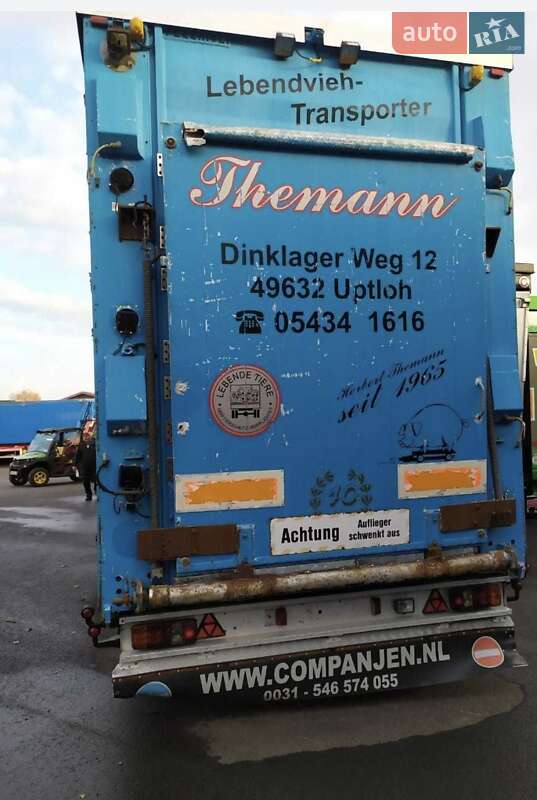 auto RIA
.com
Lebendvieh-
Transporter
Themann
Dinklager Weg 12
49632 Uptloh
☎ 05434 1616
Herbert Themann
seit 1965
LEBENDE TIERE
Achtung Auflieger
schwenkt aus
WWW.COMPANJEN.NL
0031 - 546 574 055